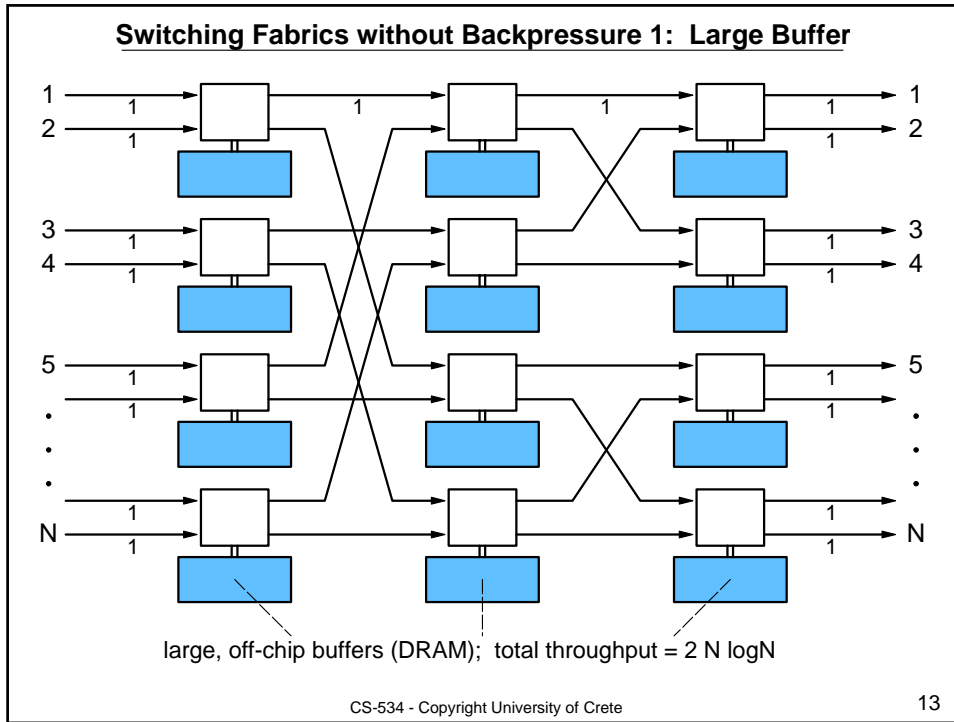 Switching Fabrics without Backpressure 1: Large Buffer
1 1 1 1 1 1
2 1 1 2
3 1 1 3
4 1 1 4
5 1 1 5
. 1 1 .
. .
. 1 1 .
N 1 1 N
large, off-chip buffers (DRAM); total throughput = 2 N logN
CS-534 - Copyright University of Crete
13